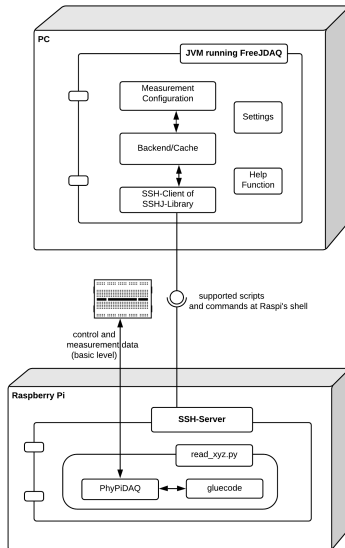 PC
JVM running FreeJDAQ
Measurement
Configuration
Settings
Backend/Cache
Help
Function
SSH-Client of
SSHJ-Library
supported scripts
and commands at Raspi's shell
control and
measurement data
(basic level)
Raspberry Pi
SSH-Server
read_xyz.py
PhyPiDAQ
gluecode